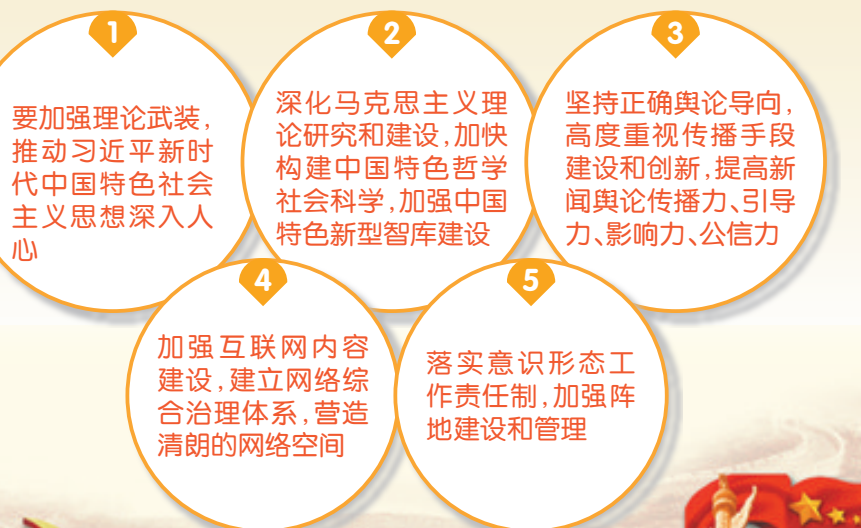 1
要加强理论武装，
推动习近平新时
代中国特色社会
主义思想深入人
心
2
深化马克思主义理
论研究和建设，加快
构建中国特色哲学
社会科学，加强中国
特色新型智库建设
3
坚持正确舆论导向，
高度重视传播手段
建设和创新，提高新
闻舆论传播力、引导
力、影响力、公信力
4
加强互联网内容
建设，建立网络综
合治理体系，营造
清朗的网络空间
5
落实意识形态工
作责任制，加强阵
地建设和管理